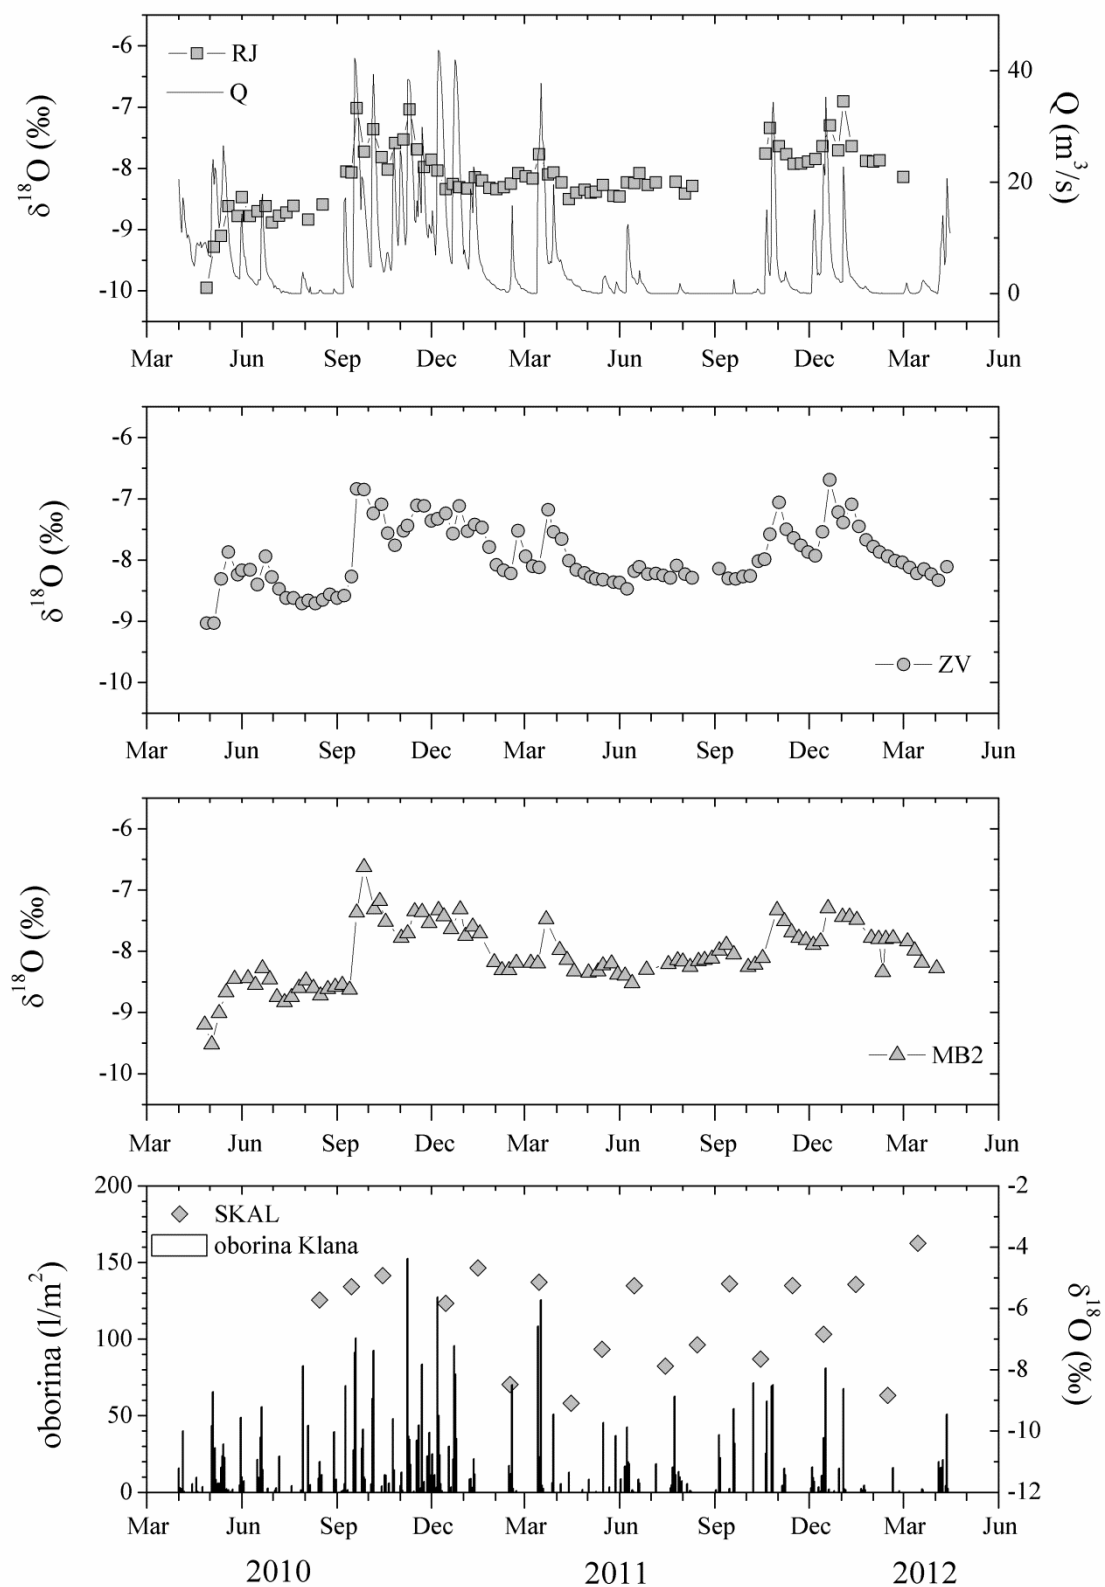 RJ
Q
-6
-7
-8
-9
-10
δ¹⁸O (‰)
40
20
0
Q (m³/s)
Mar Jun Sep Dec Mar Jun Sep Dec Mar Jun
-6
-7
-8
-9
-10
δ¹⁸O (‰)
ZV
Mar Jun Sep Dec Mar Jun Sep Dec Mar Jun
-6
-7
-8
-9
-10
δ¹⁸O (‰)
MB2
Mar Jun Sep Dec Mar Jun Sep Dec Mar Jun
200
150
100
50
0
oborina (l/m²)
SKAL
oborina Klana
-2
-4
-6
-8
-10
-12
δ¹⁸O (‰)
Mar Jun Sep Dec Mar Jun Sep Dec Mar Jun
2010 2011 2012